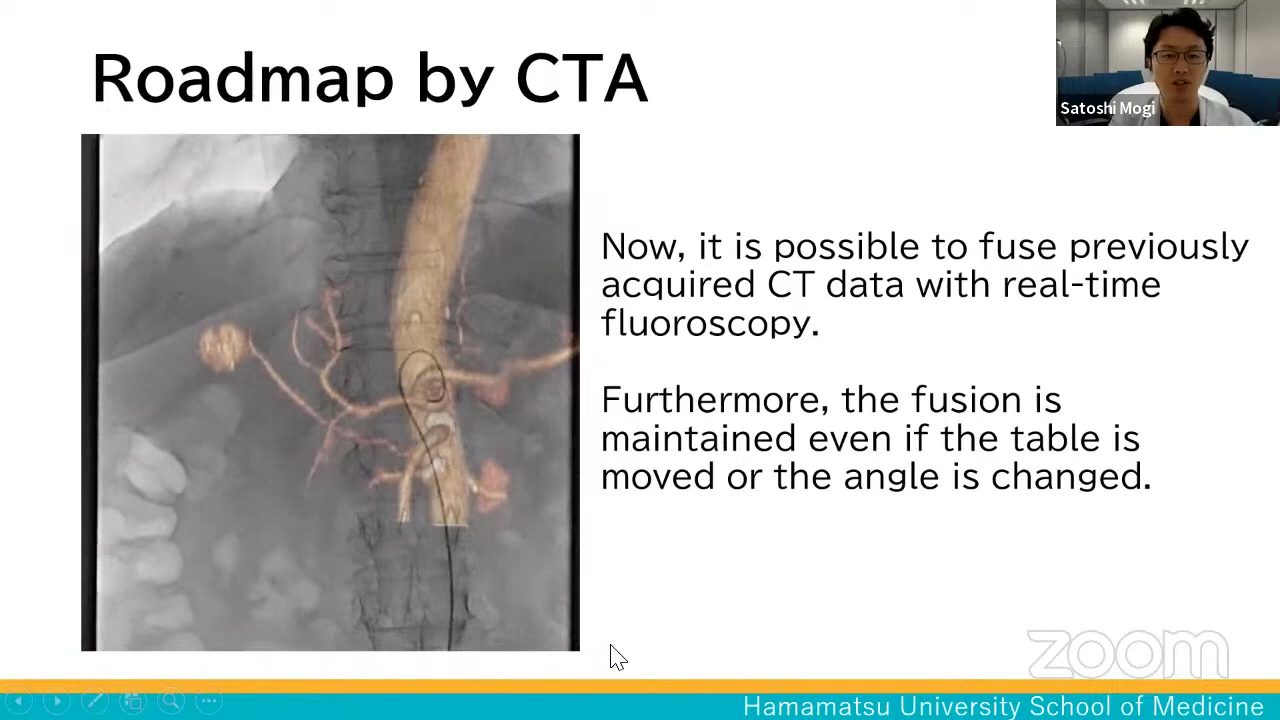 Roadmap by CTA
Satoshi Mogi
Now, it is possible to fuse previously
acquired CT data with real-time
fluoroscopy.
Furthermore, the fusion is
maintained even if the table is
moved or the angle is changed.
zoom
Hamamatsu University School of Medicine